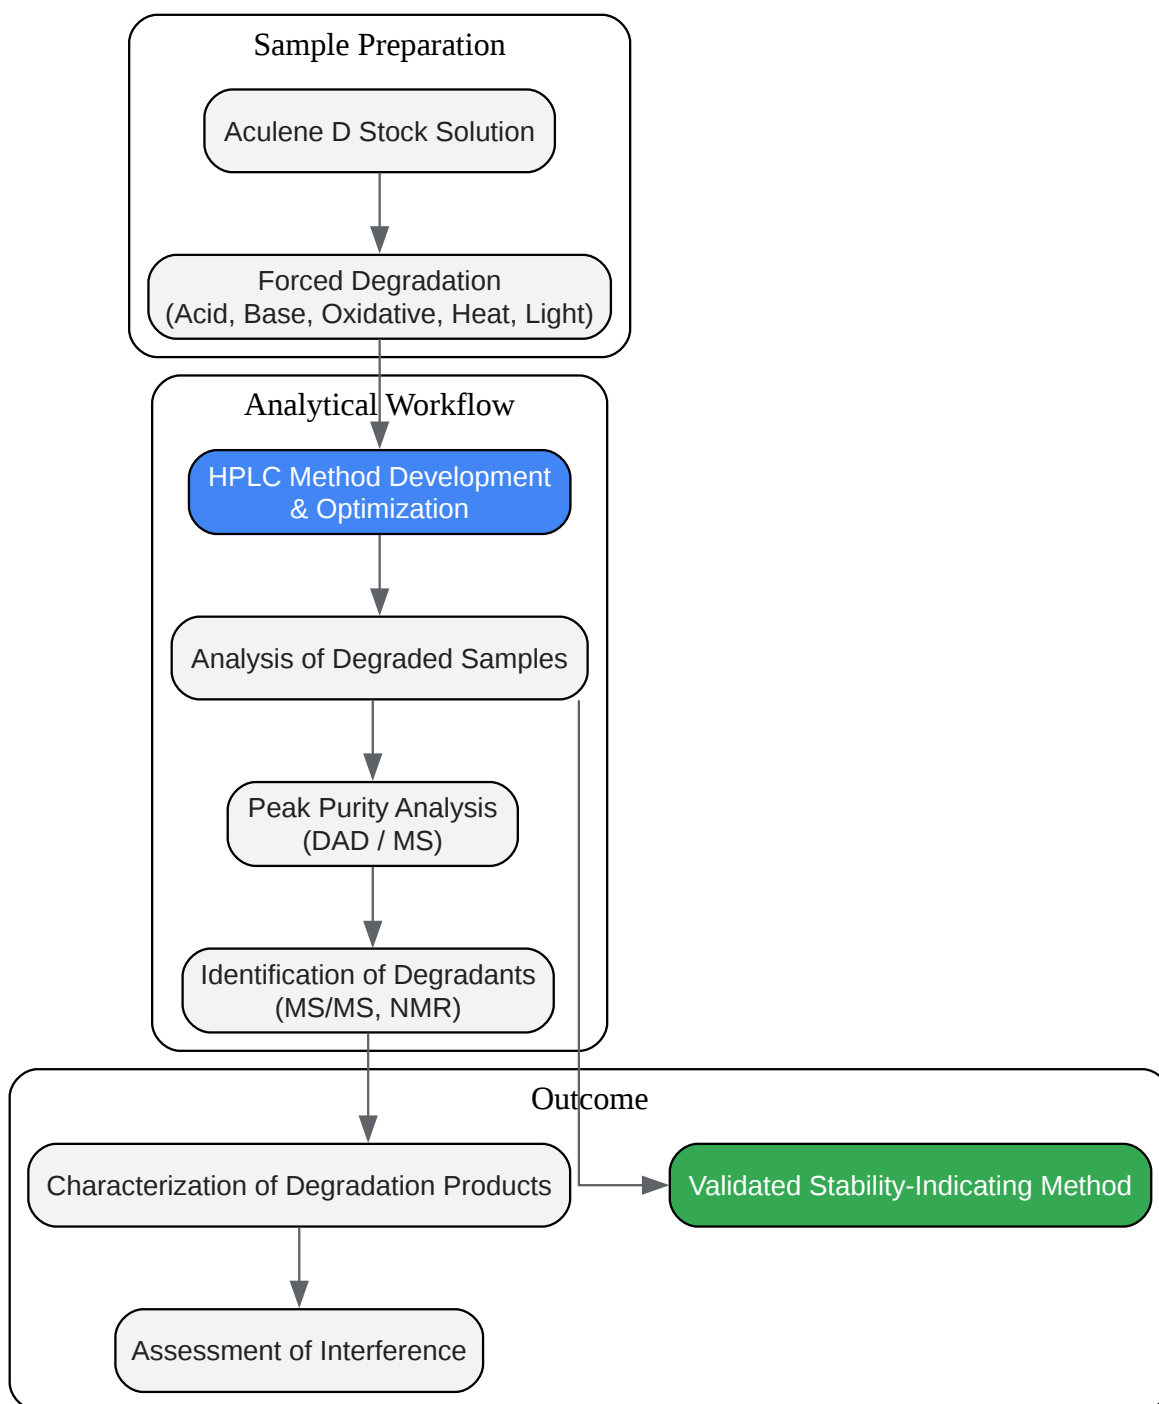 Sample Preparation
Aculene D Stock Solution
Forced Degradation
(Acid, Base, Oxidative, Heat, Light)
Analytical Workflow
HPLC Method Development
& Optimization
Analysis of Degraded Samples
Peak Purity Analysis
(DAD / MS)
Identification of Degradants
(MS/MS, NMR)
Outcome
Characterization of Degradation Products
Validated Stability-Indicating Method
Assessment of Interference